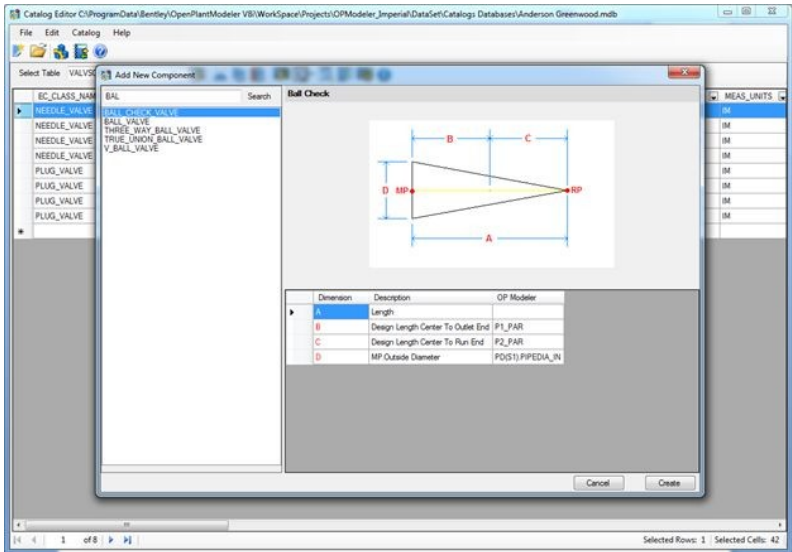 Catalog Editor C:\ProgramData\Bentley\OpenPlantModeler V8i\WorkSpace\Projects\OPModeler_Imperial\DataSet\Catalogs Databases\Anderson Greenwood.mdb
File Edit Catalog Help
Select Table
Add New Component
EC_CLASS_NAM
MEAS_UNITS
NEEDLE_VALVE IM
NEEDLE_VALVE IM
NEEDLE_VALVE IM
NEEDLE_VALVE IM
PLUG_VALVE IM
PLUG_VALVE IM
PLUG_VALVE IM
PLUG_VALVE IM
BAL Search
BALL_CHECK_VALVE
BALL_VALVE
THREE_WAY_BALL_VALVE
TRUE_UNION_BALL_VALVE
V_BALL_VALVE
Ball Check
B C
D MP RP
A
Dimension Description OP Modeler
A Length
B Design Length Center To Outlet End P1_PAR
C Design Length Center To Run End P2_PAR
D MP Outside Diameter PD(S1).PIPEDIA_IN
Cancel Create
1 of 8
Selected Rows: 1 Selected Cells: 42